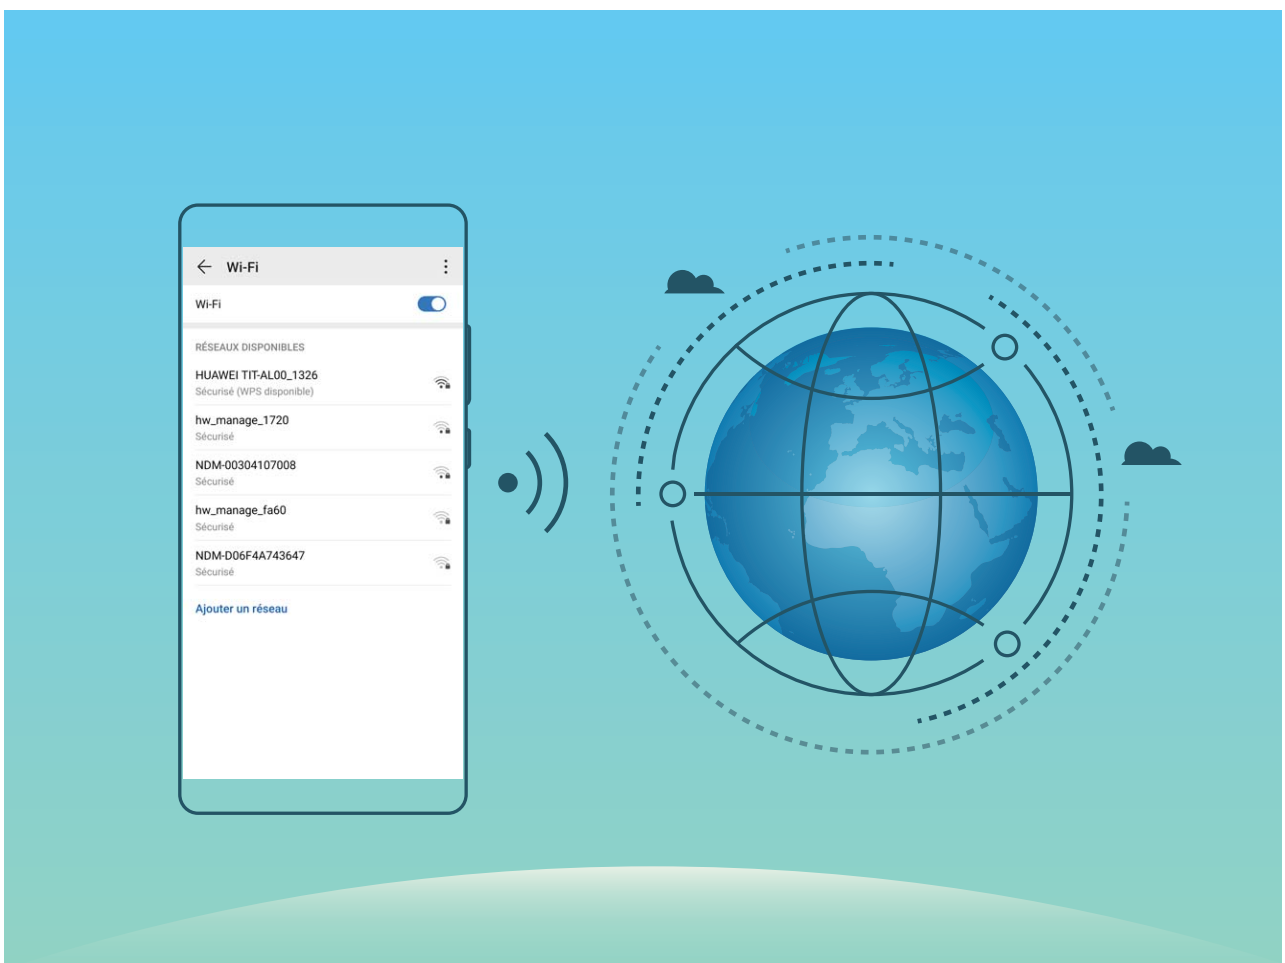 Wi-Fi
Wi-Fi
RÉSEAUX DISPONIBLES
HUAWEI TIT-AL00_1326
Sécurisé (WPS disponible)
hw_manage_1720
Sécurisé
NDM-00304107008
Sécurisé
hw_manage_fa60
Sécurisé
NDM-D06F4A743647
Sécurisé
Ajouter un réseau